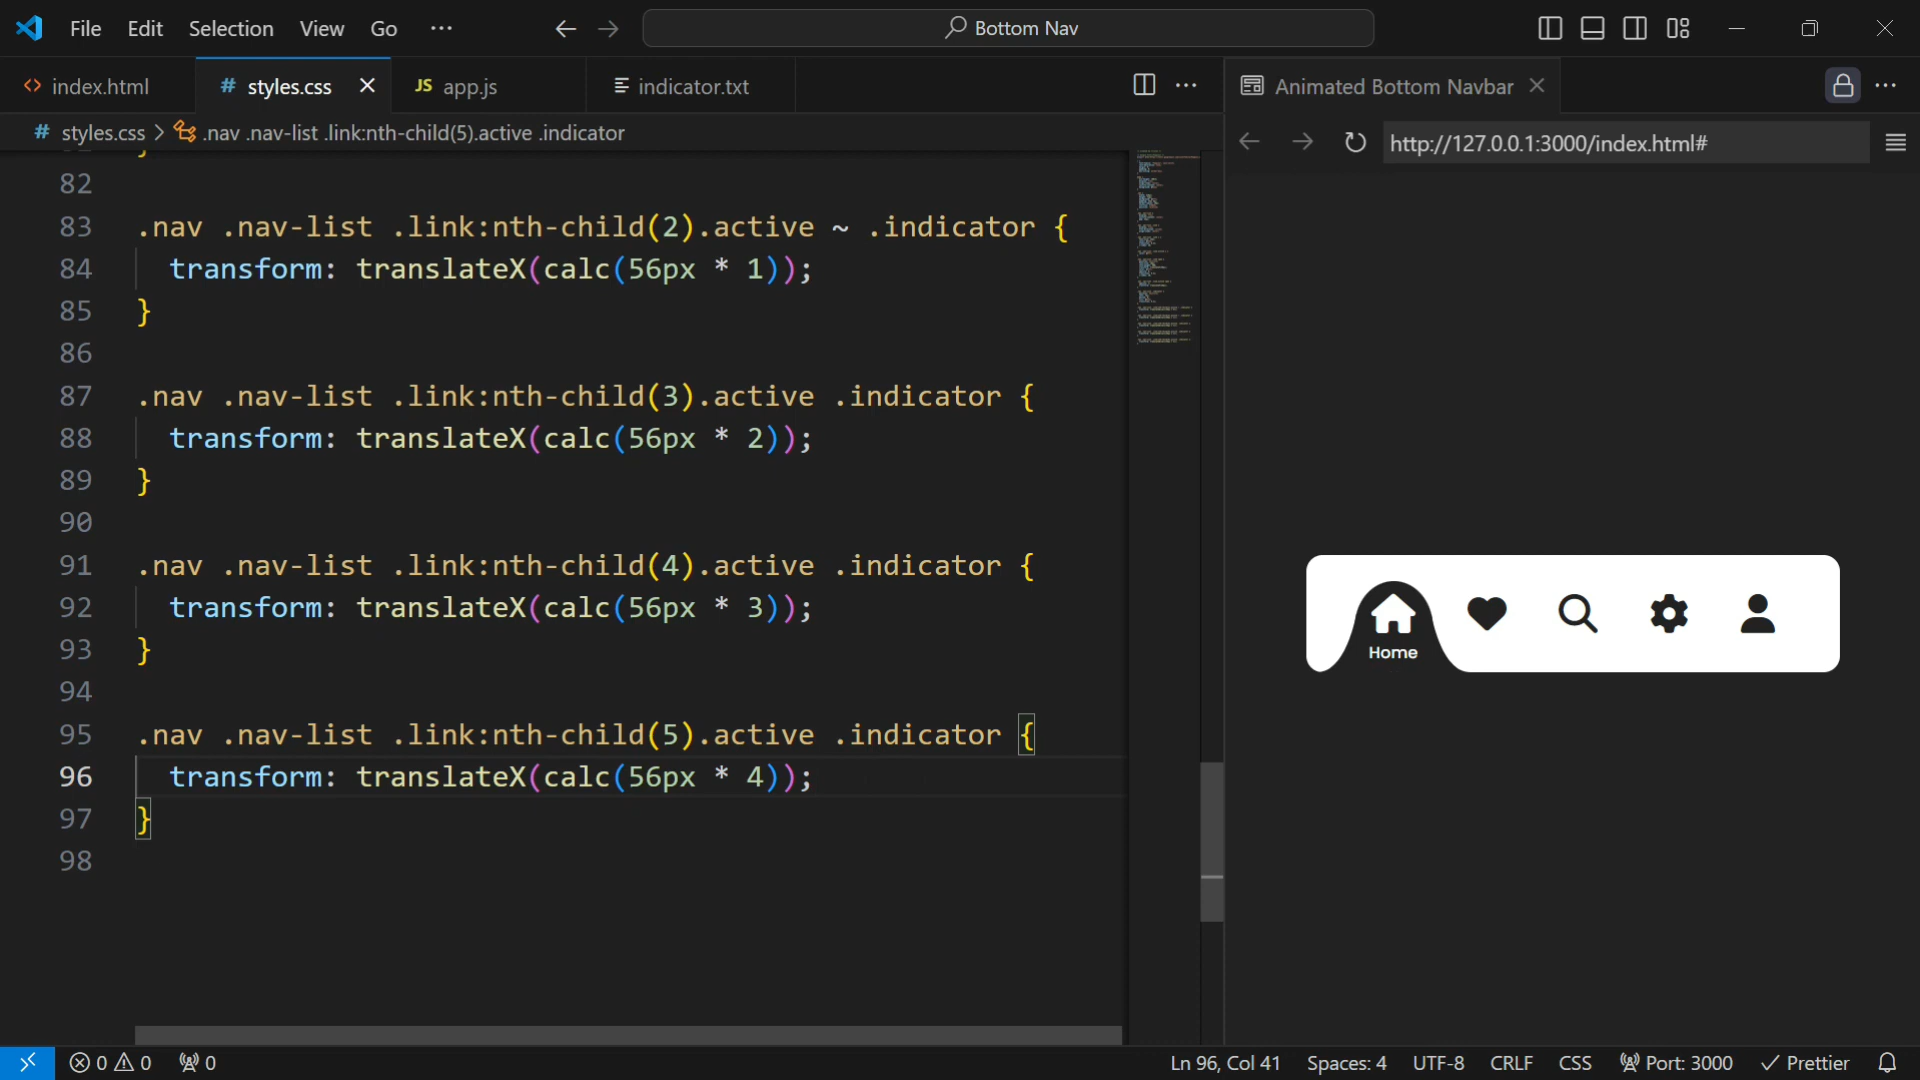 File Edit Selection View Go ··· Bottom Nav
index.html # styles.css JS app.js indicator.txt Animated Bottom Navbar
# styles.css > .nav .nav-list .link:nth-child(5).active .indicator
http://127.0.0.1:3000/index.html#
82
83 .nav .nav-list .link:nth-child(2).active ~ .indicator {
84 transform: translateX(calc(56px * 1));
85 }
86
87 .nav .nav-list .link:nth-child(3).active .indicator {
88 transform: translateX(calc(56px * 2));
89 }
90
91 .nav .nav-list .link:nth-child(4).active .indicator {
92 transform: translateX(calc(56px * 3));
93 }
94
95 .nav .nav-list .link:nth-child(5).active .indicator {
96 transform: translateX(calc(56px * 4));
97 }
98
Home
0 0 0 Ln 96, Col 41 Spaces: 4 UTF-8 CRLF CSS Port: 3000 Prettier